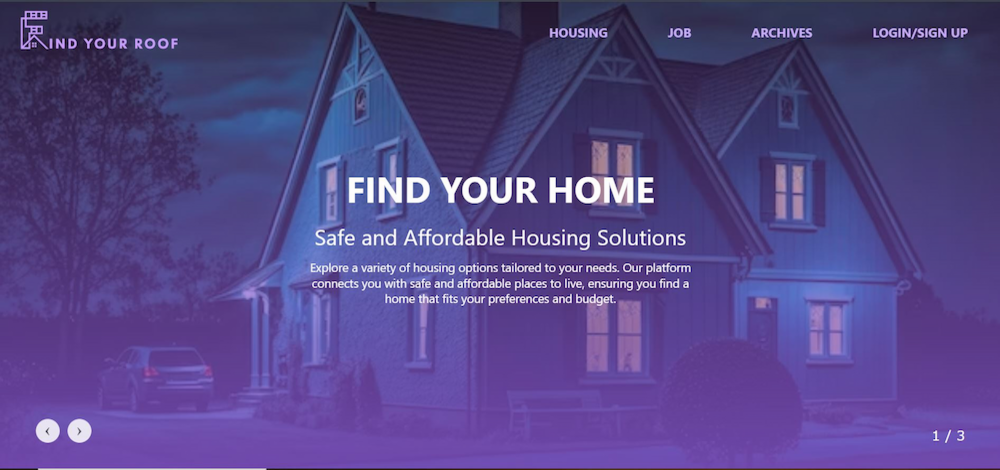 FIND YOUR ROOF
HOUSING JOB ARCHIVES LOGIN/SIGN UP
FIND YOUR HOME
Safe and Affordable Housing Solutions
Explore a variety of housing options tailored to your needs. Our platform
connects you with safe and affordable places to live, ensuring you find a
home that fits your preferences and budget.
‹ › 1 / 3